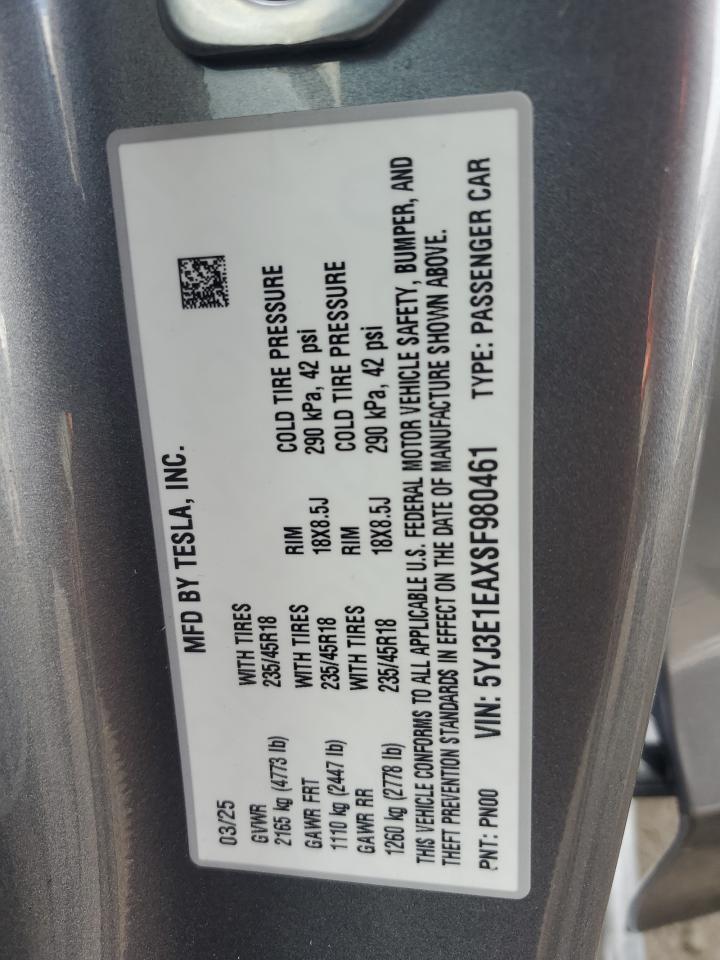 MFD BY TESLA, INC.
03/25
GVWR WITH TIRES RIM COLD TIRE PRESSURE
2165 kg (4773 lb) 235/45R18 18X8.5J 290 kPa, 42 psi
GAWR FRT WITH TIRES RIM COLD TIRE PRESSURE
1110 kg (2447 lb) 235/45R18 18X8.5J 290 kPa, 42 psi
GAWR RR WITH TIRES
1260 kg (2778 lb) 235/45R18
THIS VEHICLE CONFORMS TO ALL APPLICABLE U.S. FEDERAL MOTOR VEHICLE SAFETY, BUMPER, AND
THEFT PREVENTION STANDARDS IN EFFECT ON THE DATE OF MANUFACTURE SHOWN ABOVE.
PNT: PN00 VIN: 5YJ3E1EAXSF980461 TYPE: PASSENGER CAR